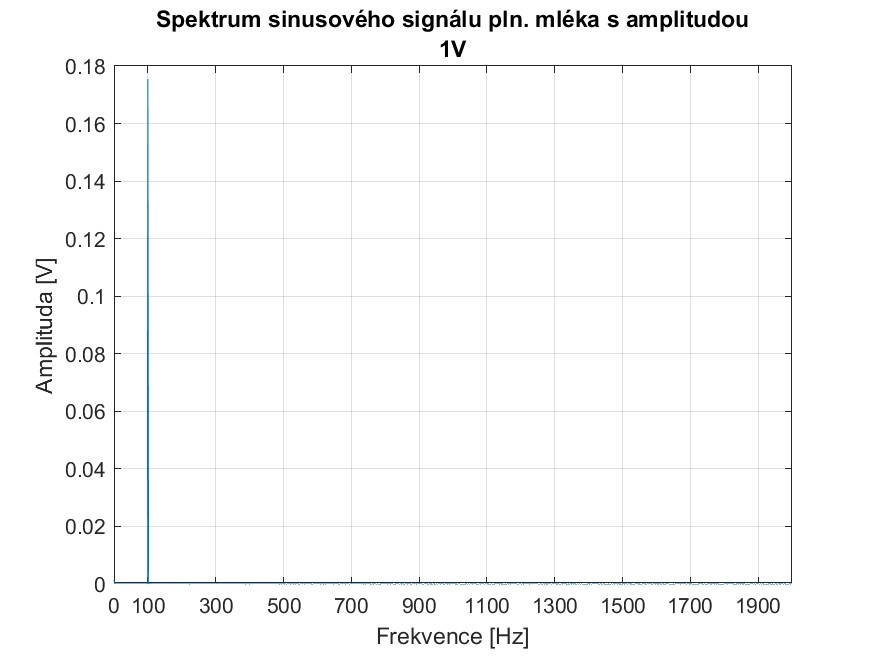 Spektrum sinusového signálu pln. mléka s amplitudou
1V
0.18
0.16
0.14
0.12
0.1
0.08
0.06
0.04
0.02
0
Amplituda [V]
0 100 300 500 700 900 1100 1300 1500 1700 1900
Frekvence [Hz]